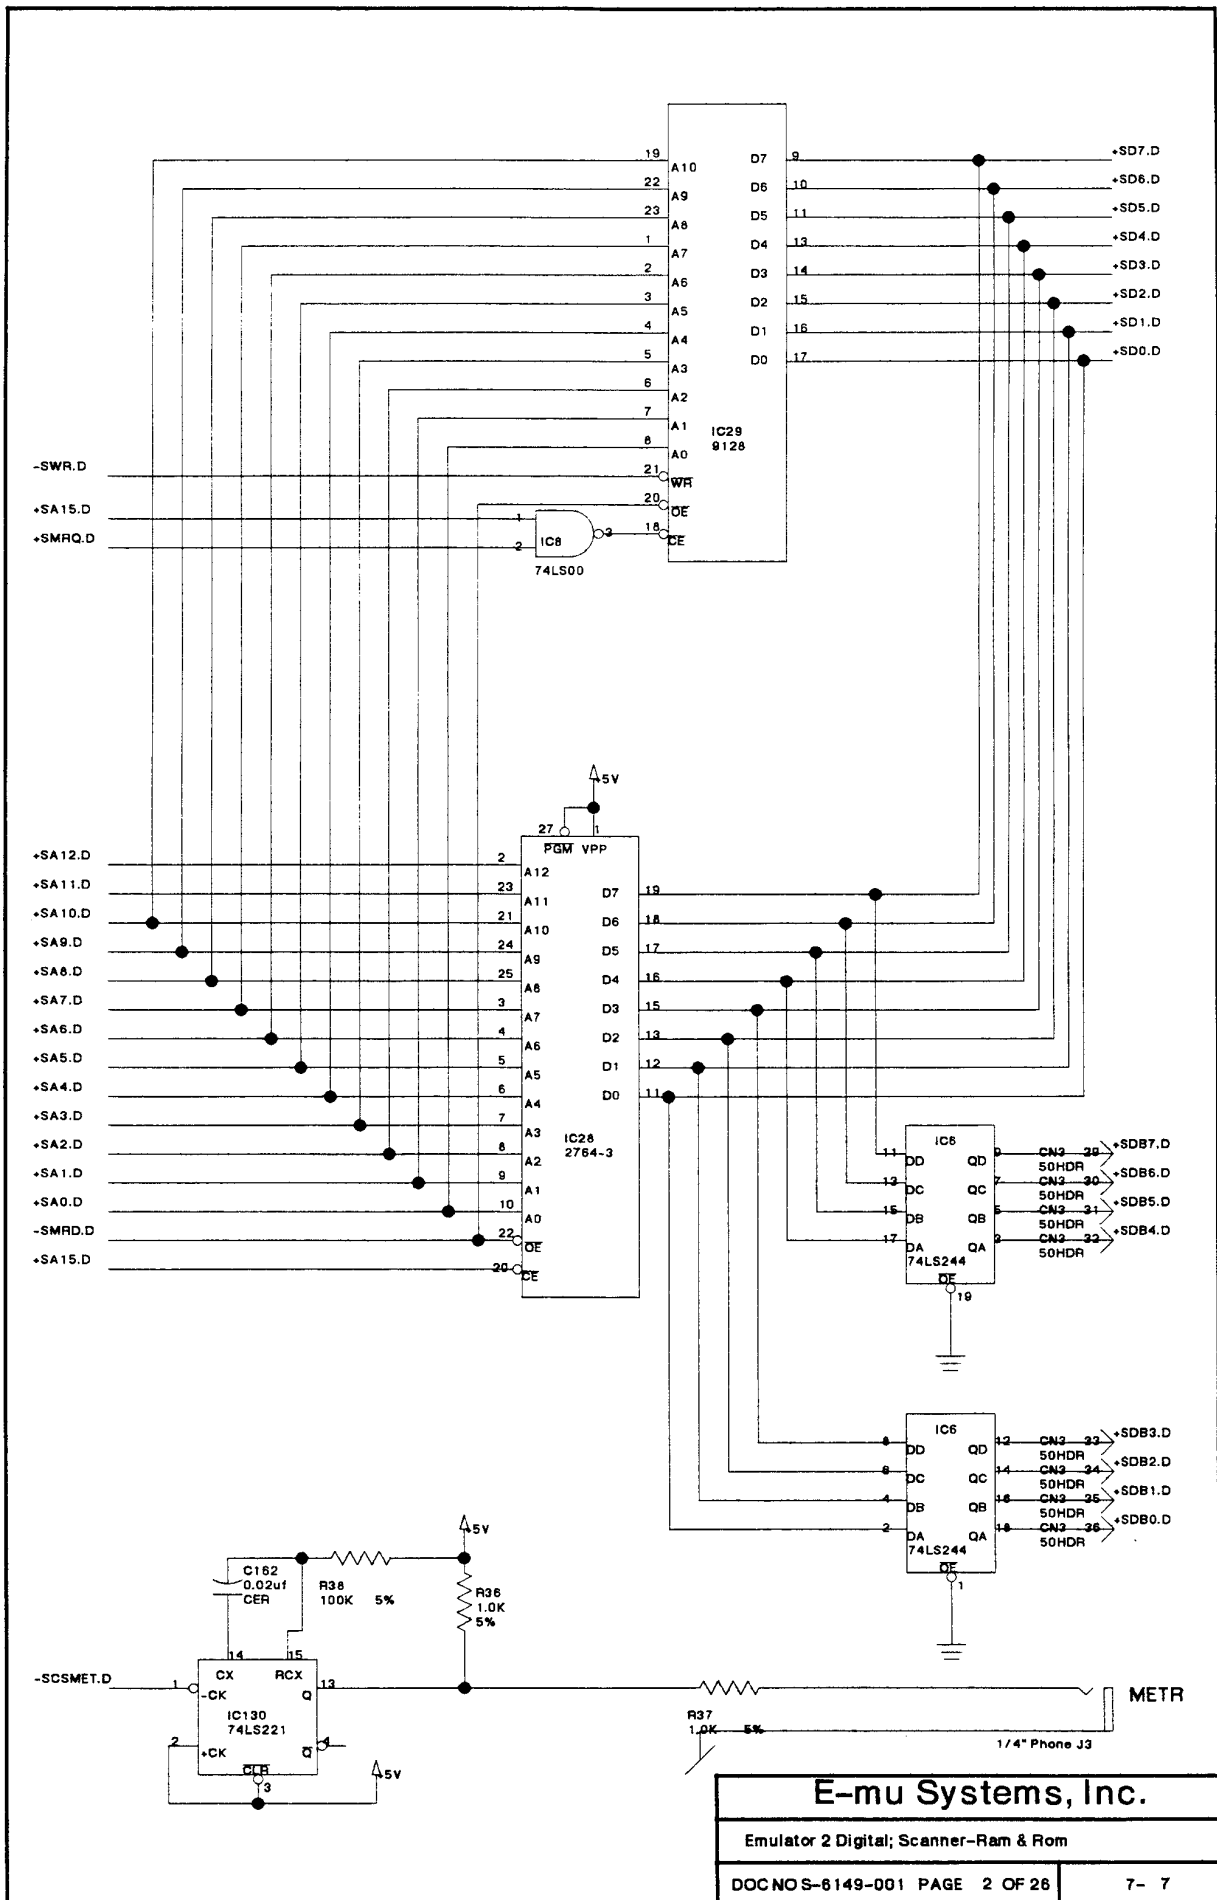 19 A10 D7 9 +SD7.D
22 A9 D6 10 +SD6.D
23 A8 D5 11 +SD5.D
1 A7 D4 13 +SD4.D
2 A6 D3 14 +SD3.D
3 A5 D2 15 +SD2.D
4 A4 D1 16 +SD1.D
5 A3 D0 17 +SD0.D
6 A2
7 A1
8 A0
IC29
9128
-SWR.D 21 WR
20 OE
+SA15.D 1
+SMRQ.D 2 IC8 3 18 CE
74LS00
+5V
27 1
PGM VPP
+SA12.D 2 A12
+SA11.D 23 A11 D7 19
+SA10.D 21 A10 D6 18
+SA9.D 24 A9 D5 17
+SA8.D 25 A8 D4 16
+SA7.D 3 A7 D3 15
+SA6.D 4 A6 D2 13
+SA5.D 5 A5 D1 12
+SA4.D 6 A4 D0 11
+SA3.D 7 A3
+SA2.D 8 A2
+SA1.D 9 A1
+SA0.D 10 A0
IC28
2764-3
-SMRD.D 22 OE
+SA15.D 20 CE
IC6
11 DD QD 9 CN3 29 +SDB7.D
50HDR
13 DC QC 7 CN3 30 +SDB6.D
50HDR
15 DB QB 5 CN3 31 +SDB5.D
50HDR
17 DA QA 3 CN3 32 +SDB4.D
74LS244 50HDR
OE
19
IC6
8 DD QD 12 CN3 33 +SDB3.D
50HDR
6 DC QC 14 CN3 34 +SDB2.D
50HDR
4 DB QB 16 CN3 35 +SDB1.D
50HDR
2 DA QA 18 CN3 36 +SDB0.D
74LS244 50HDR
OE
1
+5V
C162
0.02uf
CER
R38
100K 5%
R36
1.0K
5%
14 15
CX RCX
-SCSMET.D 1 -CK Q 13
IC130
74LS221
2 +CK Q 4
CLR
3
+5V
R37
1.0K 5%
METR
1/4" Phone J3
E-mu Systems, Inc.
Emulator 2 Digital; Scanner-Ram & Rom
DOC NO S-6149-001 PAGE 2 OF 26 7- 7